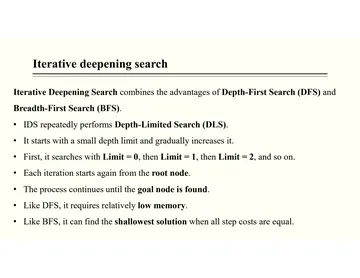 Iterative deepening search
Iterative Deepening Search combines the advantages of Depth-First Search (DFS) and
Breadth-First Search (BFS).
• IDS repeatedly performs Depth-Limited Search (DLS).
• It starts with a small depth limit and gradually increases it.
• First, it searches with Limit = 0, then Limit = 1, then Limit = 2, and so on.
• Each iteration starts again from the root node.
• The process continues until the goal node is found.
• Like DFS, it requires relatively low memory.
• Like BFS, it can find the shallowest solution when all step costs are equal.